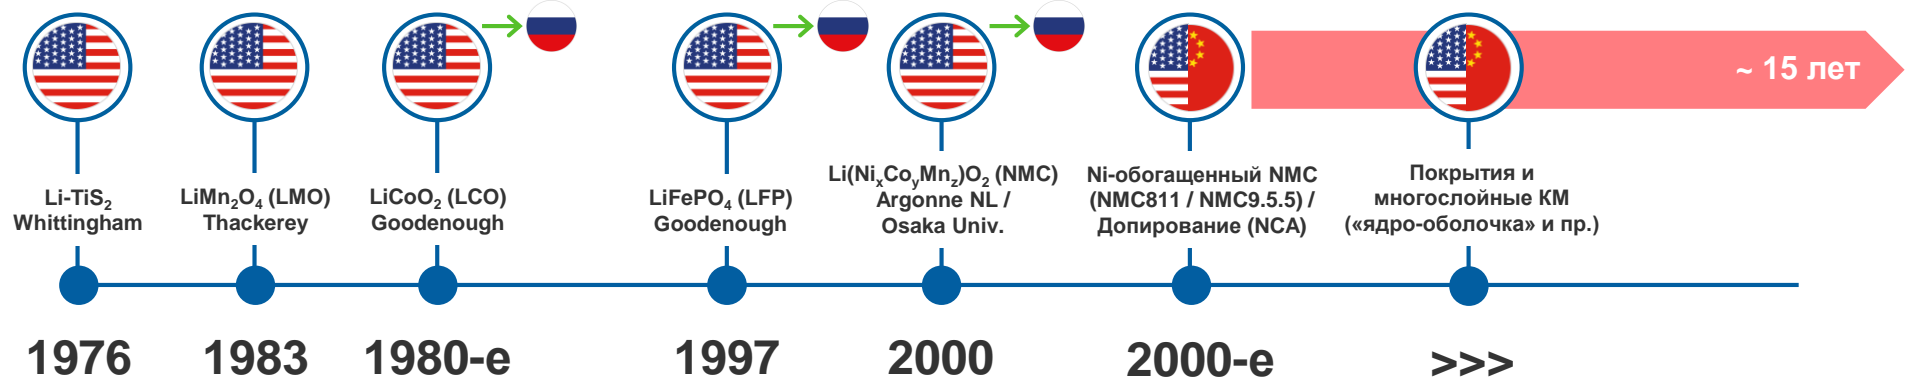 ~ 15 лет
Li-TiS₂
Whittingham
LiMn₂O₄ (LMO)
Thackerey
LiCoO₂ (LCO)
Goodenough
LiFePO₄ (LFP)
Goodenough
Li(NiₓCoᵧMn_z)O₂ (NMC)
Argonne NL /
Osaka Univ.
Ni-обогащенный NMC
(NMC811 / NMC9.5.5) /
Допирование (NCA)
Покрытия и
многослойные КМ
(«ядро-оболочка» и пр.)
1976
1983
1980-е
1997
2000
2000-е
>>>